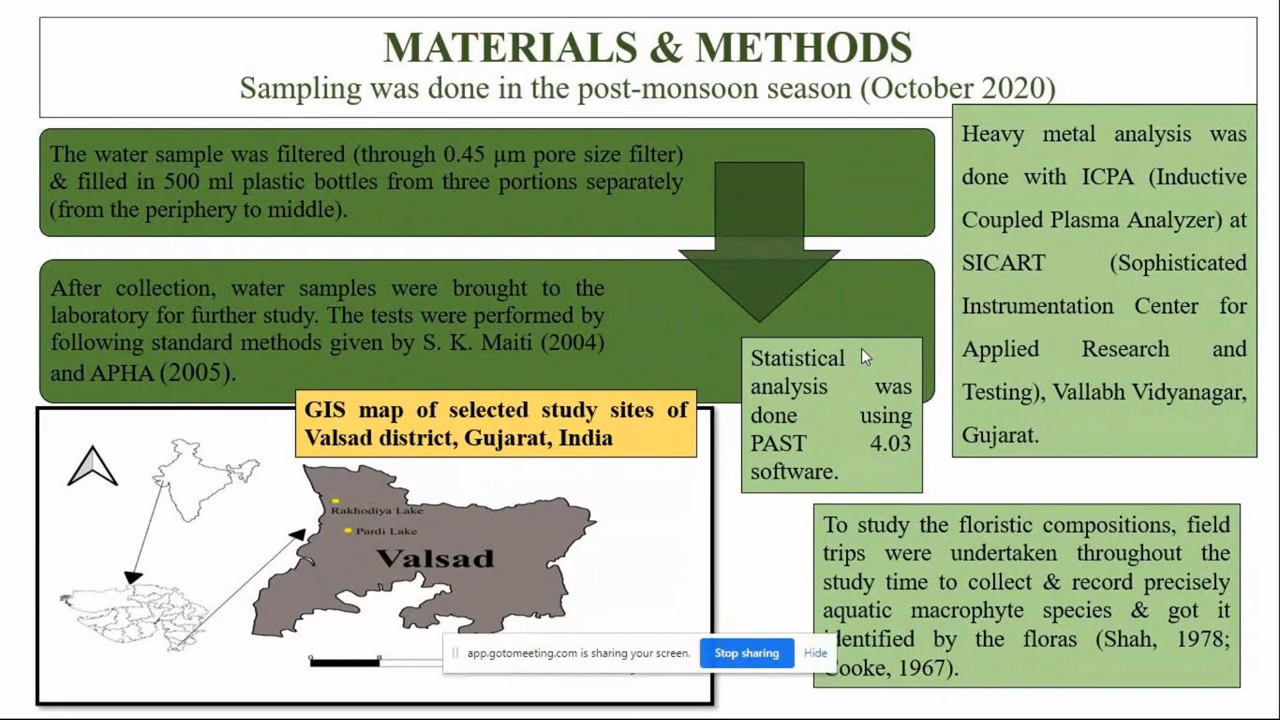 MATERIALS & METHODS
Sampling was done in the post-monsoon season (October 2020)
The water sample was filtered (through 0.45 µm pore size filter)
& filled in 500 ml plastic bottles from three portions separately
(from the periphery to middle).
After collection, water samples were brought to the
laboratory for further study. The tests were performed by
following standard methods given by S. K. Maiti (2004)
and APHA (2005).
Heavy metal analysis was
done with ICPA (Inductive
Coupled Plasma Analyzer) at
SICART (Sophisticated
Instrumentation Center for
Applied Research and
Testing), Vallabh Vidyanagar,
Gujarat.
Statistical
analysis was
done using
PAST 4.03
software.
GIS map of selected study sites of
Valsad district, Gujarat, India
Rakhodiya Lake
Pardi Lake
Valsad
0 8
To study the floristic compositions, field
trips were undertaken throughout the
study time to collect & record precisely
aquatic macrophyte species & got it
identified by the floras (Shah, 1978;
Cooke, 1967).
app.gotomeeting.com is sharing your screen.
Stop sharing
Hide